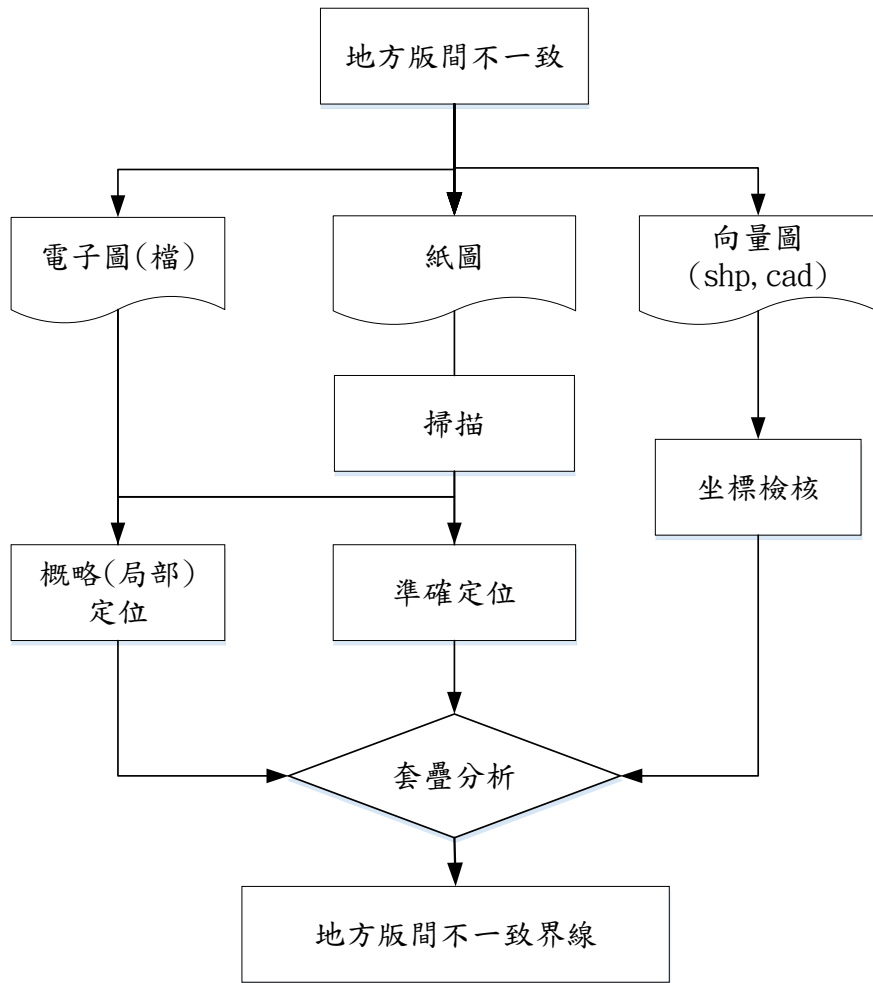 地方版間不一致
電子圖(檔)
紙圖
向量圖
(shp, cad)
掃描
坐標檢核
概略(局部)
定位
準確定位
套疊分析
地方版間不一致界線